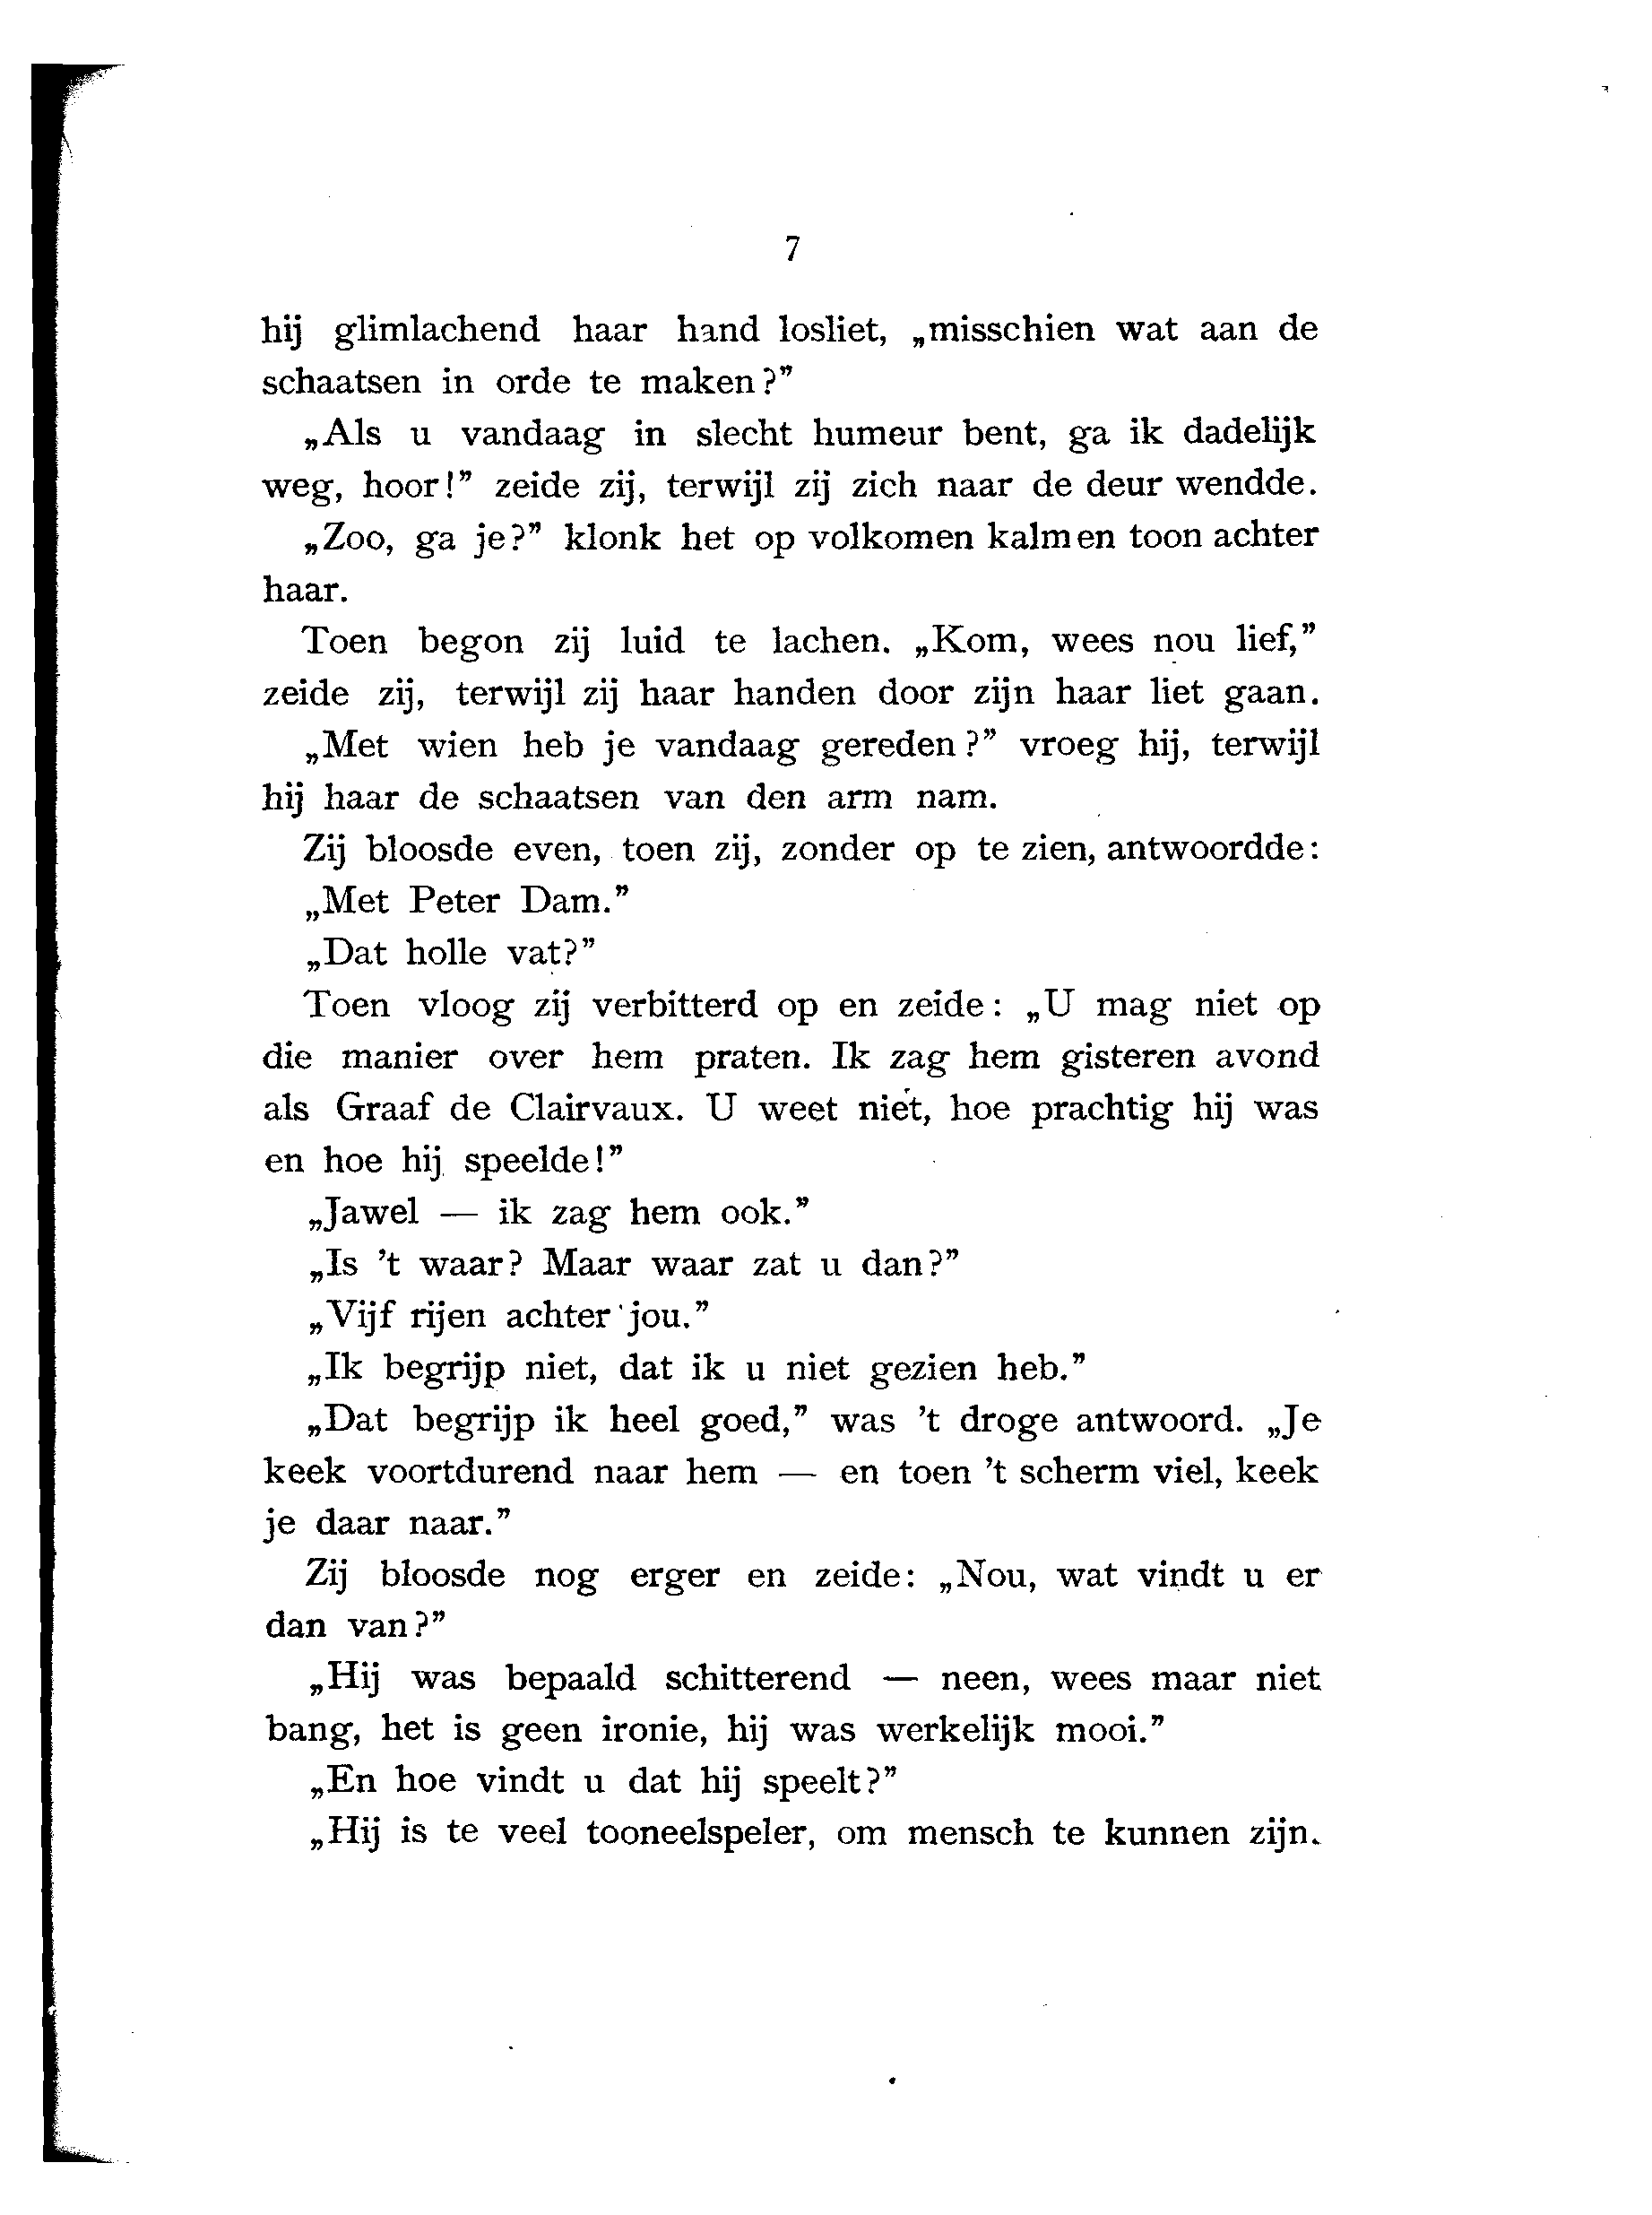 7
hij glimlachend haar hand losliet, „misschien wat aan de
schaatsen in orde te maken?”
„Als u vandaag in slecht humeur bent, ga ik dadelijk
weg, hoor!” zeide zij, terwijl zij zich naar de deur wendde.
„Zoo, ga je?” klonk het op volkomen kalmen toon achter
haar.
Toen begon zij luid te lachen. „Kom, wees nou lief,”
zeide zij, terwijl zij haar handen door zijn haar liet gaan.
„Met wien heb je vandaag gereden?” vroeg hij, terwijl
hij haar de schaatsen van den arm nam.
Zij bloosde even, toen zij, zonder op te zien, antwoordde:
„Met Peter Dam.”
„Dat holle vat?”
Toen vloog zij verbitterd op en zeide: „U mag niet op
die manier over hem praten. Ik zag hem gisteren avond
als Graaf de Clairvaux. U weet niet, hoe prachtig hij was
en hoe hij speelde!”
„Jawel — ik zag hem ook.”
„Is 't waar? Maar waar zat u dan?”
„Vijf rijen achter jou.”
„Ik begrijp niet, dat ik u niet gezien heb.”
„Dat begrijp ik heel goed,” was 't droge antwoord. „Je
keek voortdurend naar hem — en toen 't scherm viel, keek
je daar naar.”
Zij bloosde nog erger en zeide: „Nou, wat vindt u er
dan van?”
„Hij was bepaald schitterend — neen, wees maar niet
bang, het is geen ironie, hij was werkelijk mooi.”
„En hoe vindt u dat hij speelt?”
„Hij is te veel tooneelspeler, om mensch te kunnen zijn.